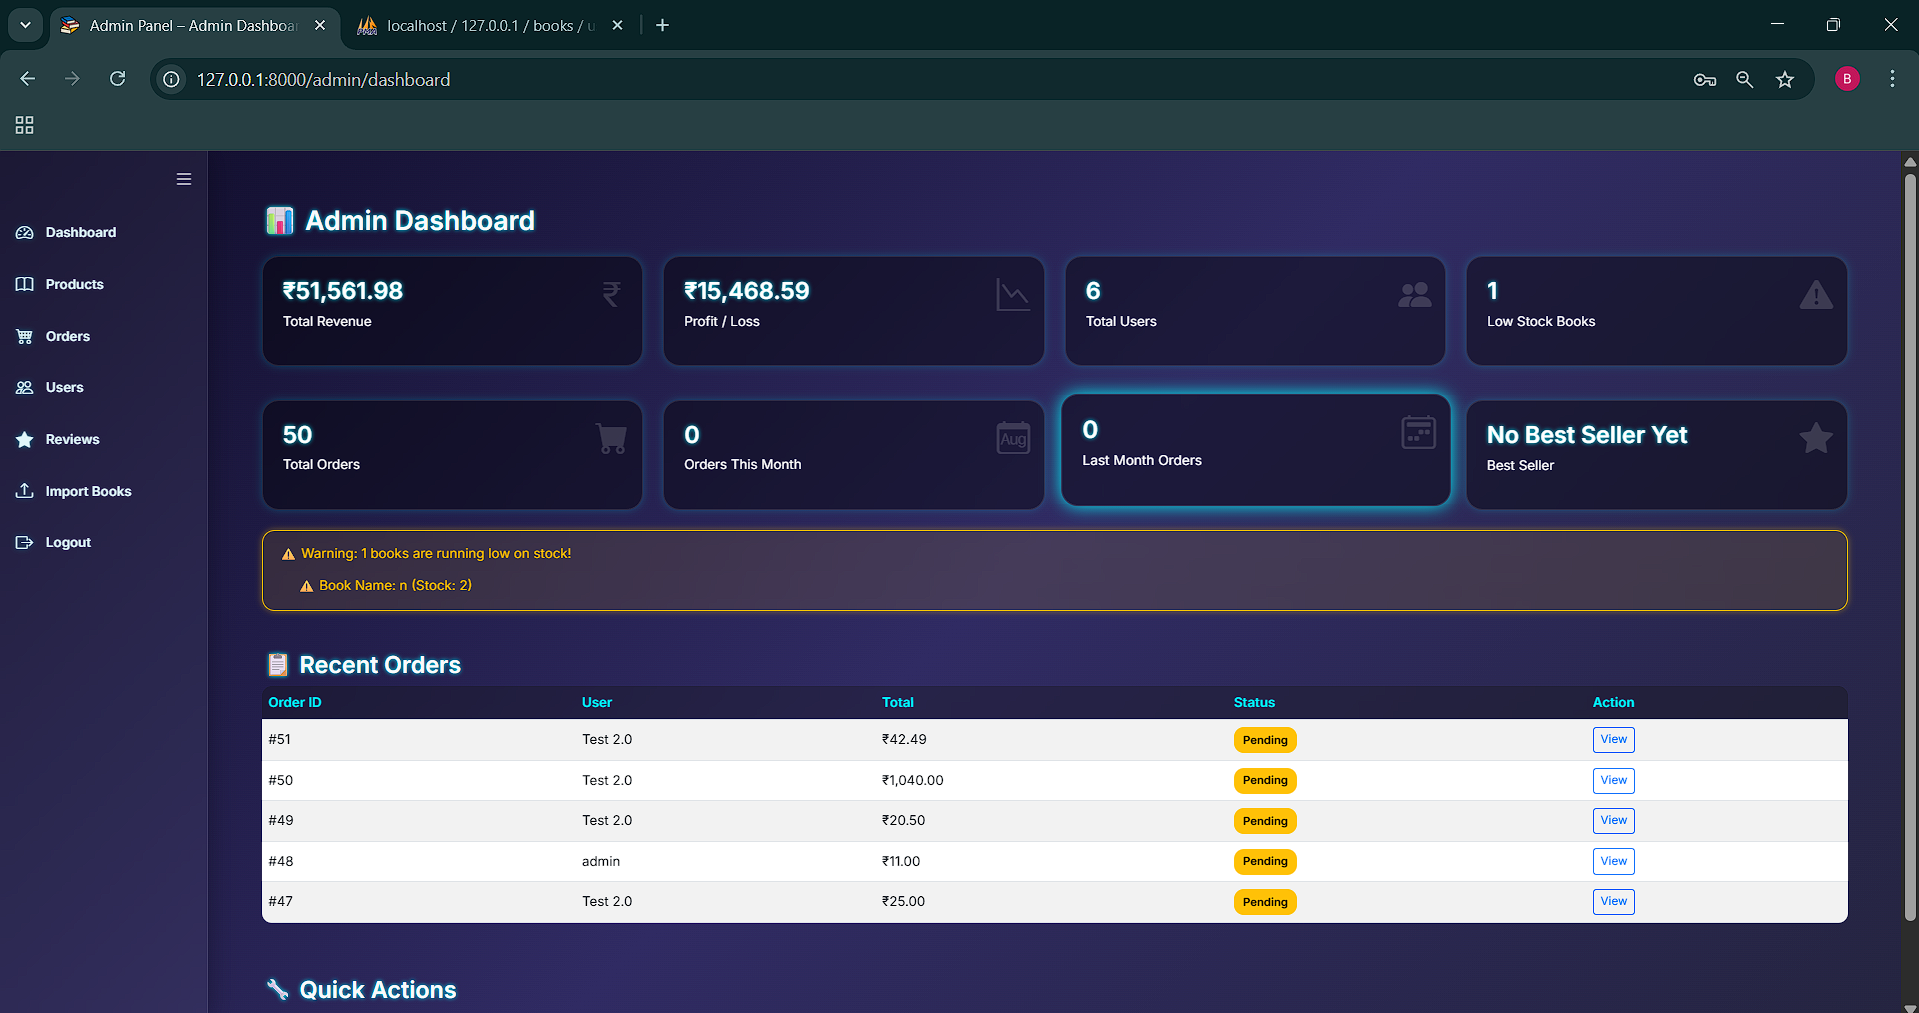 Admin Panel – Admin Dashboar
localhost / 127.0.0.1 / books / u
127.0.0.1:8000/admin/dashboard
B
Dashboard
Products
Orders
Users
Reviews
Import Books
Logout
Admin Dashboard
₹51,561.98
Total Revenue
₹
₹15,468.59
Profit / Loss
6
Total Users
1
Low Stock Books
50
Total Orders
0
Orders This Month
Aug
0
Last Month Orders
No Best Seller Yet
Best Seller
Warning: 1 books are running low on stock!
Book Name: n (Stock: 2)
Recent Orders
Order ID User Total Status Action
#51 Test 2.0 ₹42.49 Pending View
#50 Test 2.0 ₹1,040.00 Pending View
#49 Test 2.0 ₹20.50 Pending View
#48 admin ₹11.00 Pending View
#47 Test 2.0 ₹25.00 Pending View
Quick Actions